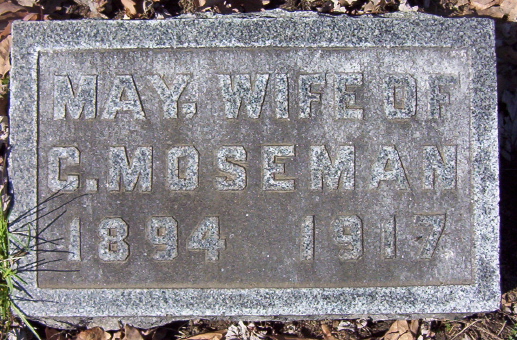 MAY. WIFE OF
C. MOSEMAN
1894 1917